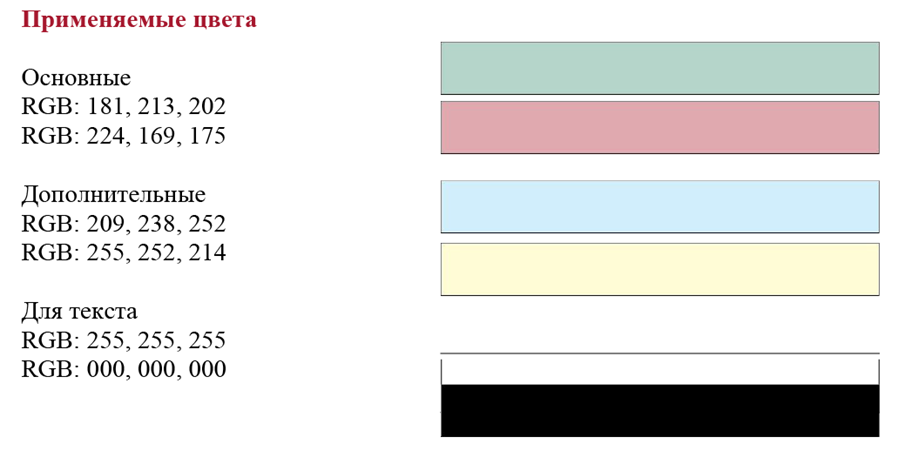 Применяемые цвета
Основные
RGB: 181, 213, 202
RGB: 224, 169, 175
Дополнительные
RGB: 209, 238, 252
RGB: 255, 252, 214
Для текста
RGB: 255, 255, 255
RGB: 000, 000, 000